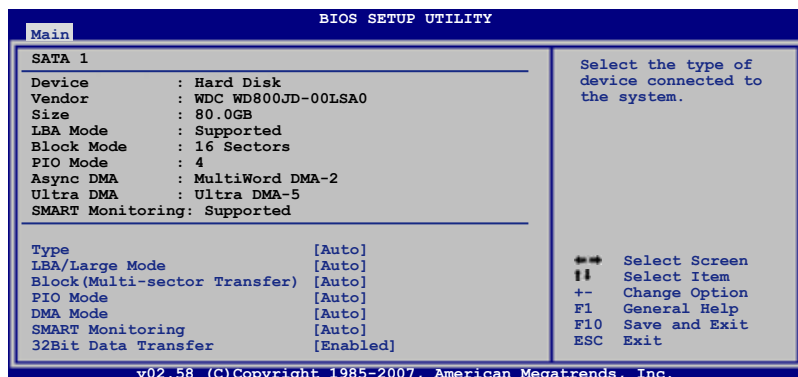 BIOS SETUP UTILITY
Main
SATA 1
Device : Hard Disk
Vendor : WDC WD800JD-00LSA0
Size : 80.0GB
LBA Mode : Supported
Block Mode : 16 Sectors
PIO Mode : 4
Async DMA : MultiWord DMA-2
Ultra DMA : Ultra DMA-5
SMART Monitoring: Supported
Type [Auto]
LBA/Large Mode [Auto]
Block(Multi-sector Transfer) [Auto]
PIO Mode [Auto]
DMA Mode [Auto]
SMART Monitoring [Auto]
32Bit Data Transfer [Enabled]
Select the type of
device connected to
the system.
Select Screen
Select Item
+- Change Option
F1 General Help
F10 Save and Exit
ESC Exit
v02.58 (C)Copyright 1985-2007, American Megatrends, Inc.